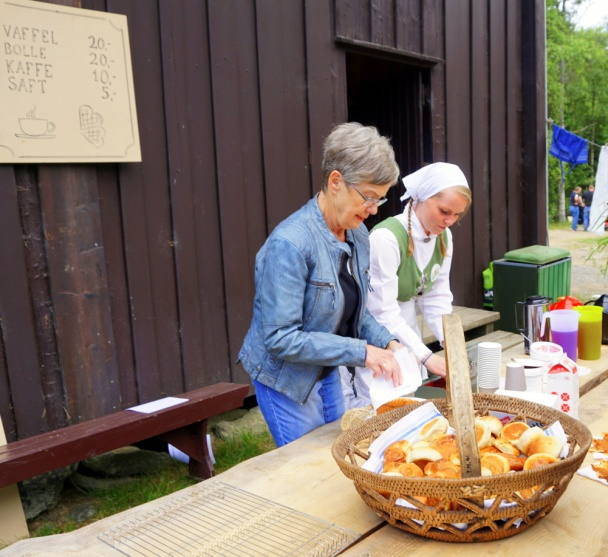 VAFFEL 20,-
BOLLE 20,-
KAFFE 10,-
SAFT 5,-